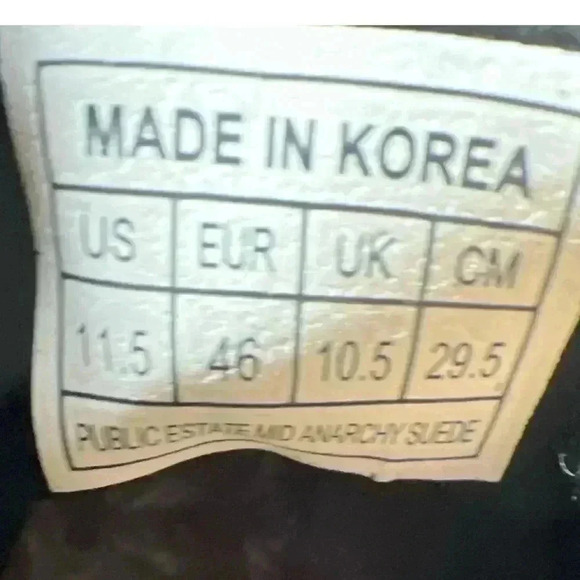 MADE IN KOREA
US EUR UK CM
11.5 46 10.5 29.5
PUBLIC ESTATE MID ANARCHY SUEDE